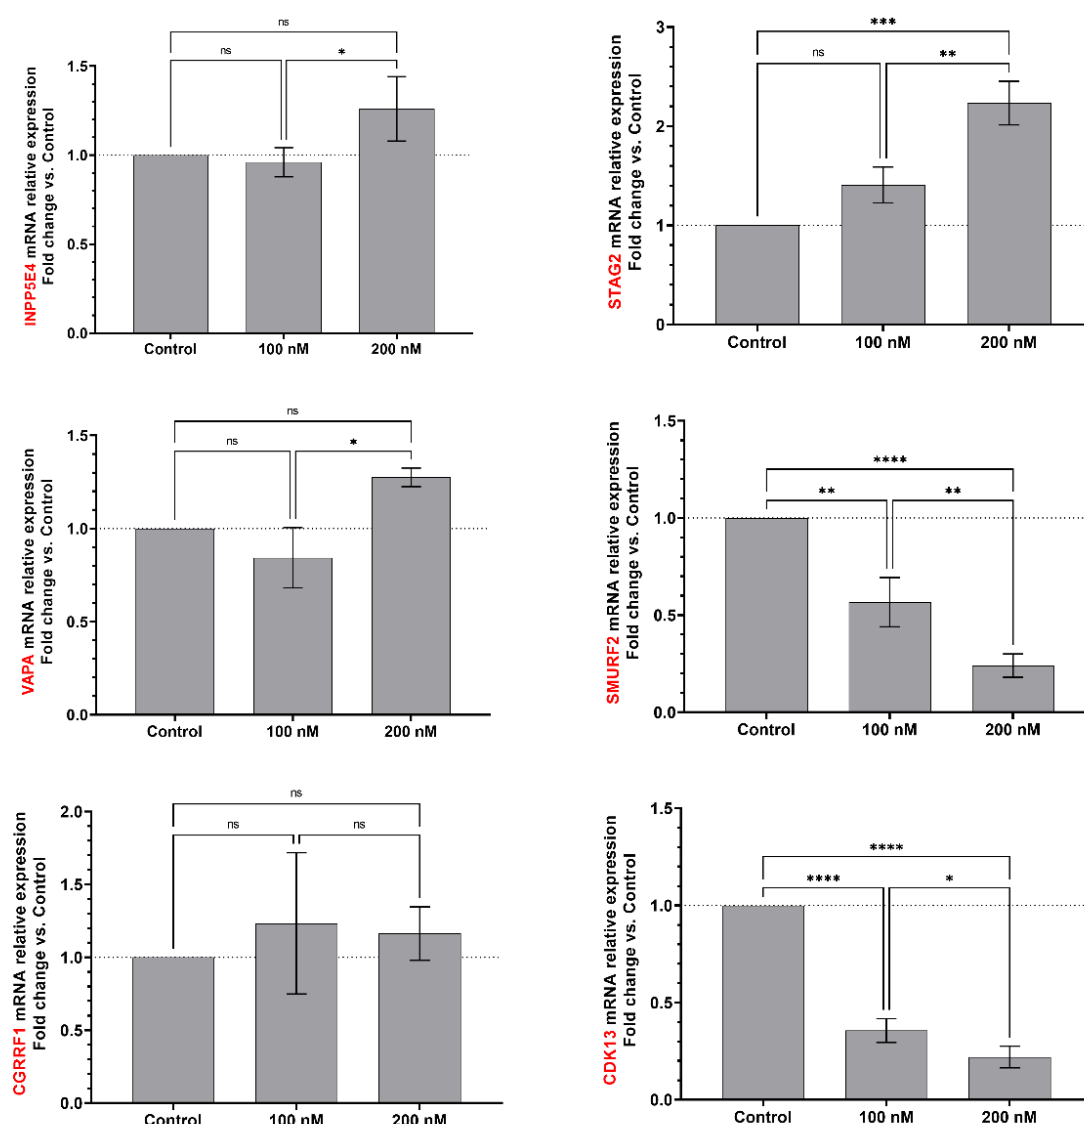 ns
ns
*
INPP5E4 mRNA relative expression
Fold change vs. Control
1.5
1.0
0.5
0.0
Control 100 nM 200 nM
***
ns
**
STAG2 mRNA relative expression
Fold change vs. Control
3
2
1
0
Control 100 nM 200 nM
ns
ns
*
VAPA mRNA relative expression
Fold change vs. Control
1.5
1.0
0.5
0.0
Control 100 nM 200 nM
****
**
**
SMURF2 mRNA relative expression
Fold change vs. Control
1.5
1.0
0.5
0.0
Control 100 nM 200 nM
ns
ns
ns
CGRRF1 mRNA relative expression
Fold change vs. Control
2.0
1.5
1.0
0.5
0.0
Control 100 nM 200 nM
****
****
*
CDK13 mRNA relative expression
Fold change vs. Control
1.5
1.0
0.5
0.0
Control 100 nM 200 nM